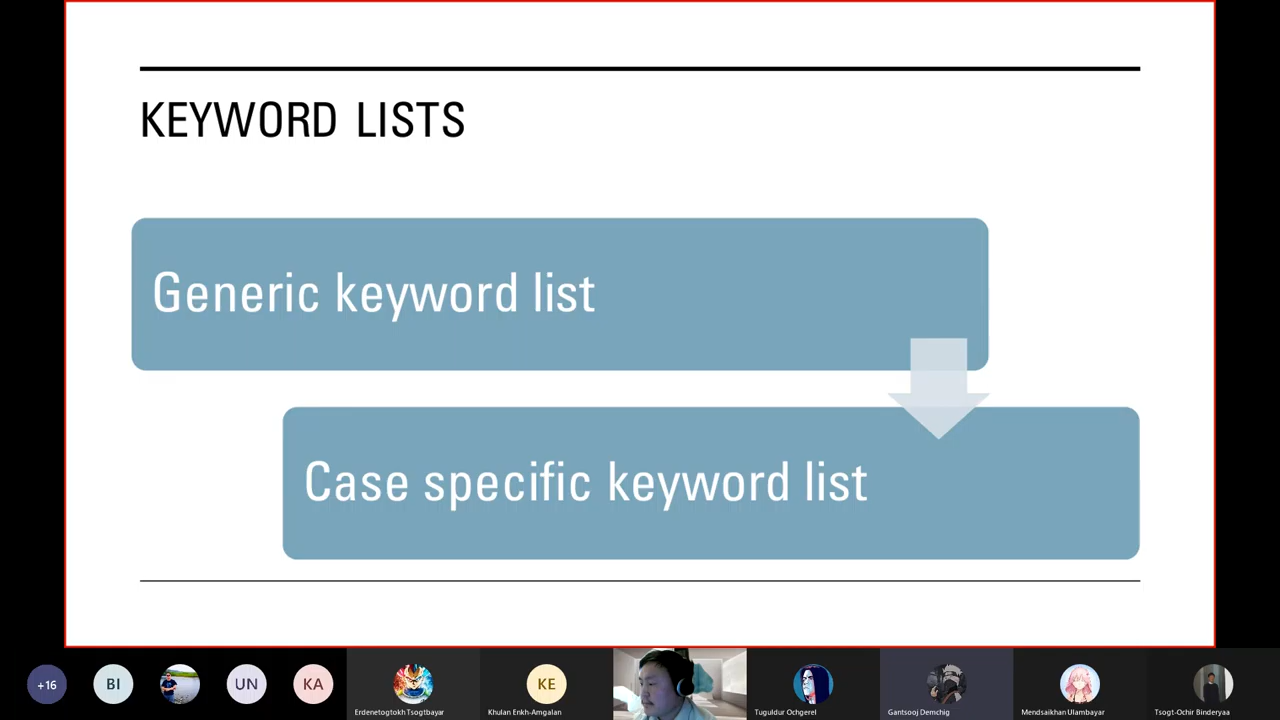 KEYWORD LISTS
Generic keyword list
Case specific keyword list
+16
BI
UN
KA
KE
Erdenetogtokh Tsogtbayar
Khulan Enkh-Amgalan
Tuguldur Ochgerel
Gantsooj Demchig
Mendsaikhan Ulambayar
Tsogt-Ochir Binderyaa